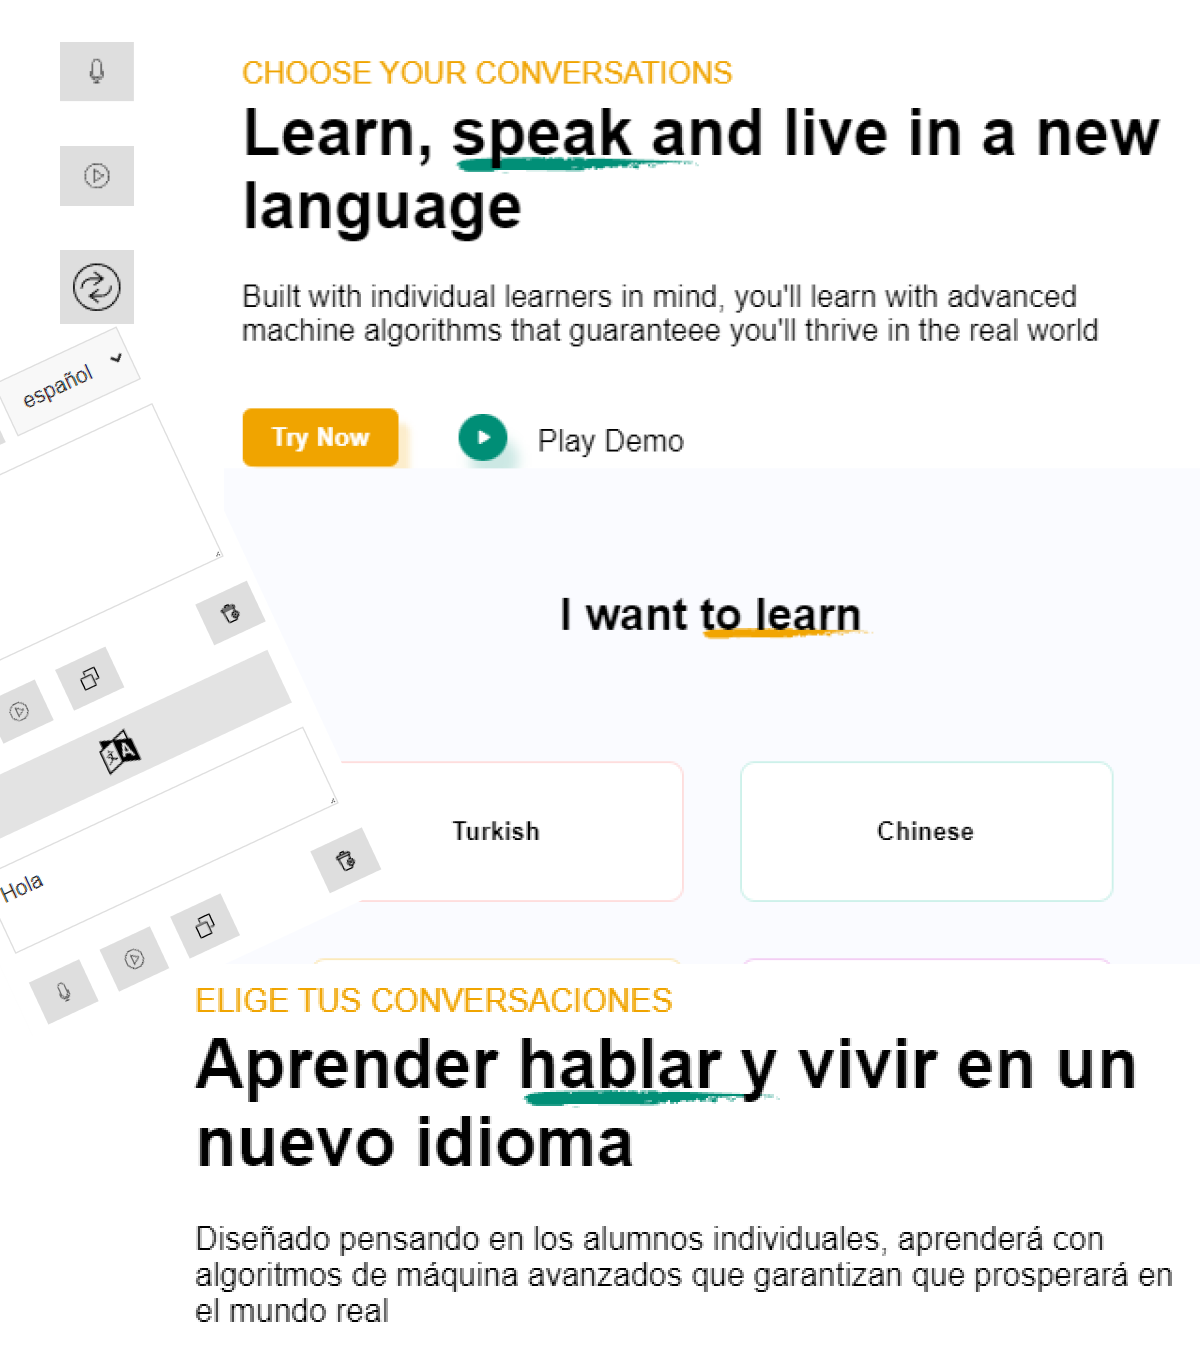 CHOOSE YOUR CONVERSATIONS
Learn, speak and live in a new
language
Built with individual learners in mind, you'll learn with advanced
machine algorithms that guaranteee you'll thrive in the real world
español
Try Now
Play Demo
I want to learn
文A
Turkish
Chinese
Hola
ELIGE TUS CONVERSACIONES
Aprender hablar y vivir en un
nuevo idioma
Diseñado pensando en los alumnos individuales, aprenderá con
algoritmos de máquina avanzados que garantizan que prosperará en
el mundo real